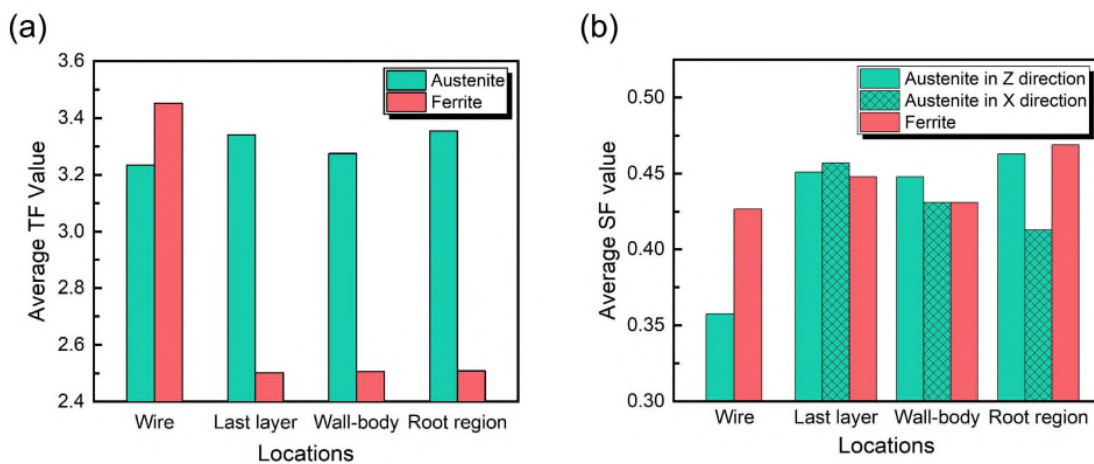 (a)
3.6
3.4
3.2
3.0
2.8
2.6
2.4
Average TF Value
Austenite
Ferrite
Wire
Last layer
Wall-body
Root region
Locations
(b)
0.50
0.45
0.40
0.35
0.30
Average SF value
Austenite in Z direction
Austenite in X direction
Ferrite
Wire
Last layer
Wall-body
Root region
Locations